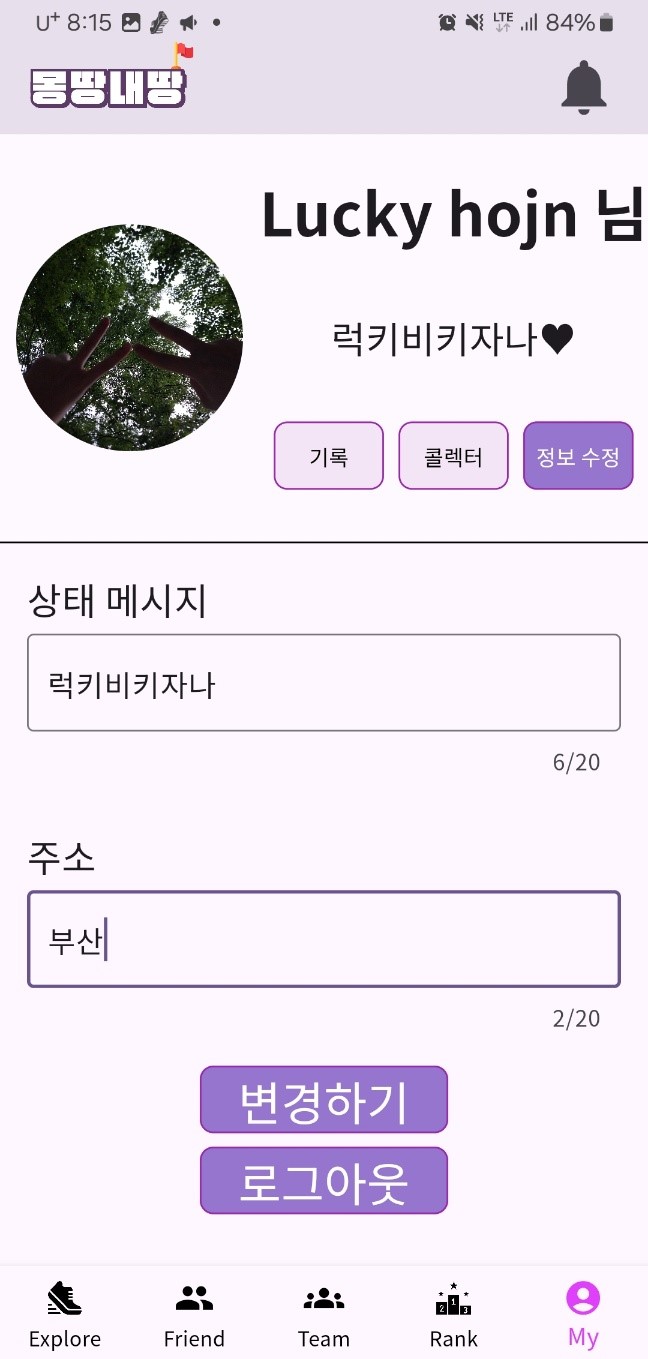 U+ 8:15 LTE 84%
몽땅내땅
Lucky hojn 님
럭키비키자나♥
기록 콜렉터 정보 수정
상태 메시지
럭키비키자나
6/20
주소
부산
2/20
변경하기
로그아웃
2 1 3
Explore Friend Team Rank My